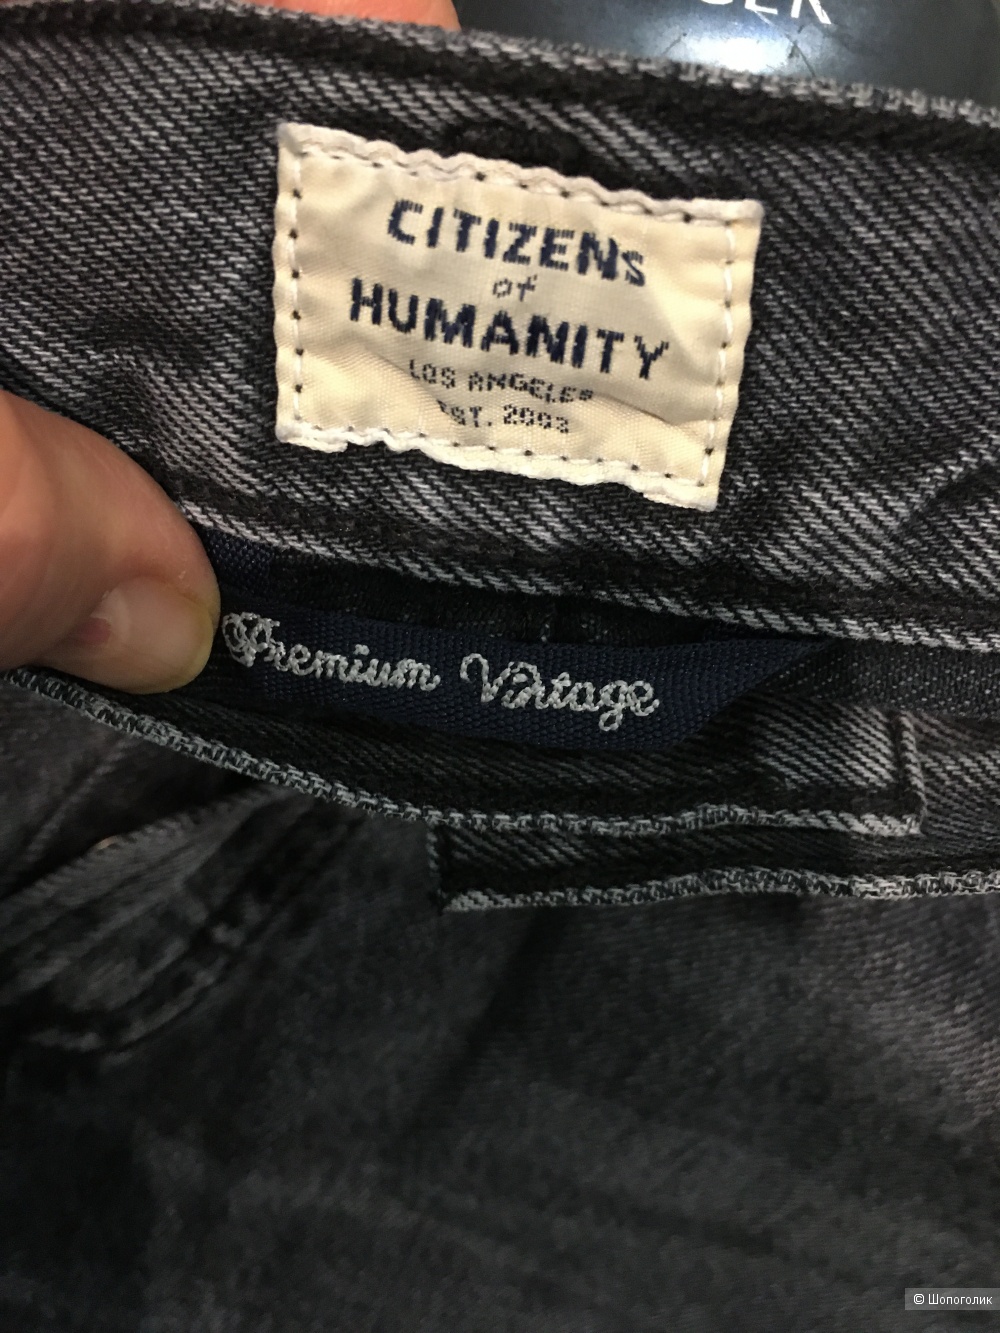 CITIZENS
of
HUMANITY
LOS ANGELES
EST. 2003
Premium Vintage
© Шопоголик